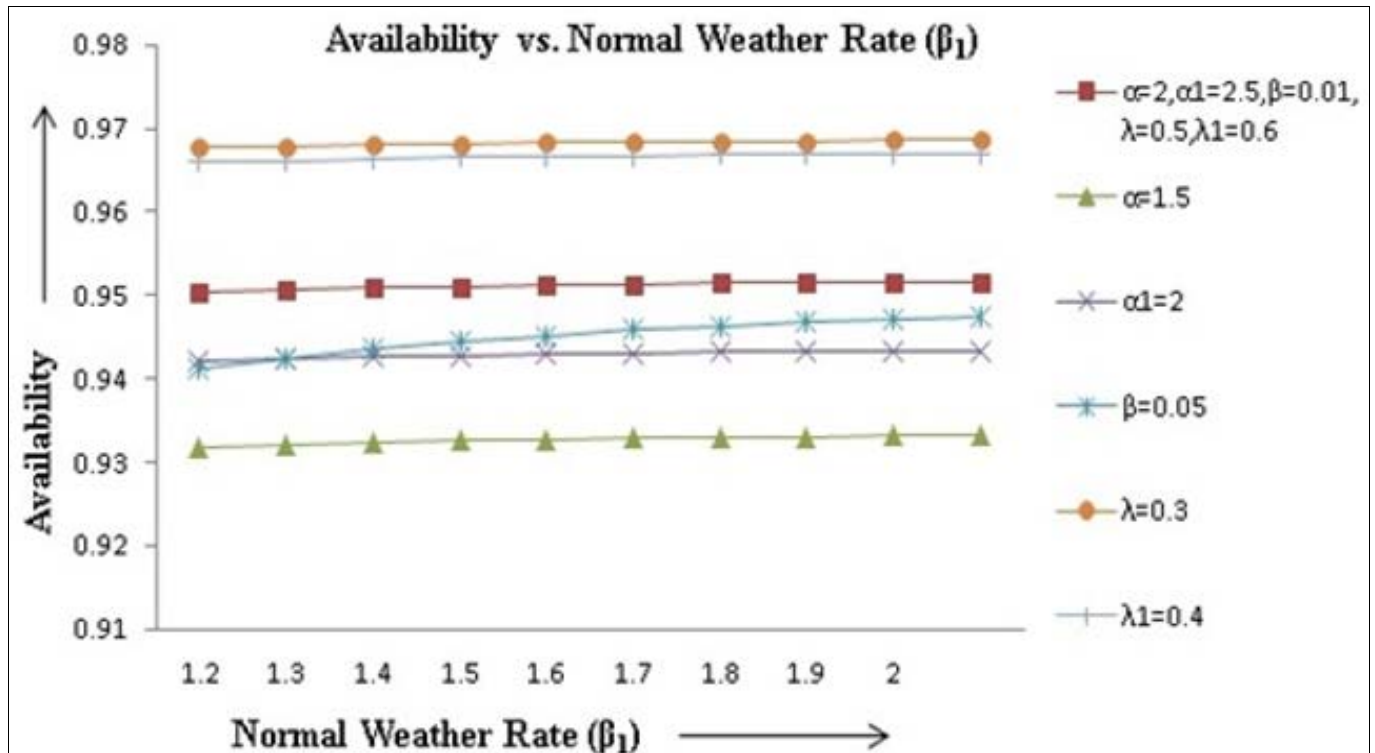 Availability vs. Normal Weather Rate (β₁)
0.98
0.97
0.96
0.95
0.94
0.93
0.92
0.91
Availability
1.2 1.3 1.4 1.5 1.6 1.7 1.8 1.9 2
Normal Weather Rate (β₁)
α=2,α1=2.5,β=0.01,
λ=0.5,λ1=0.6
α=1.5
α1=2
β=0.05
λ=0.3
λ1=0.4